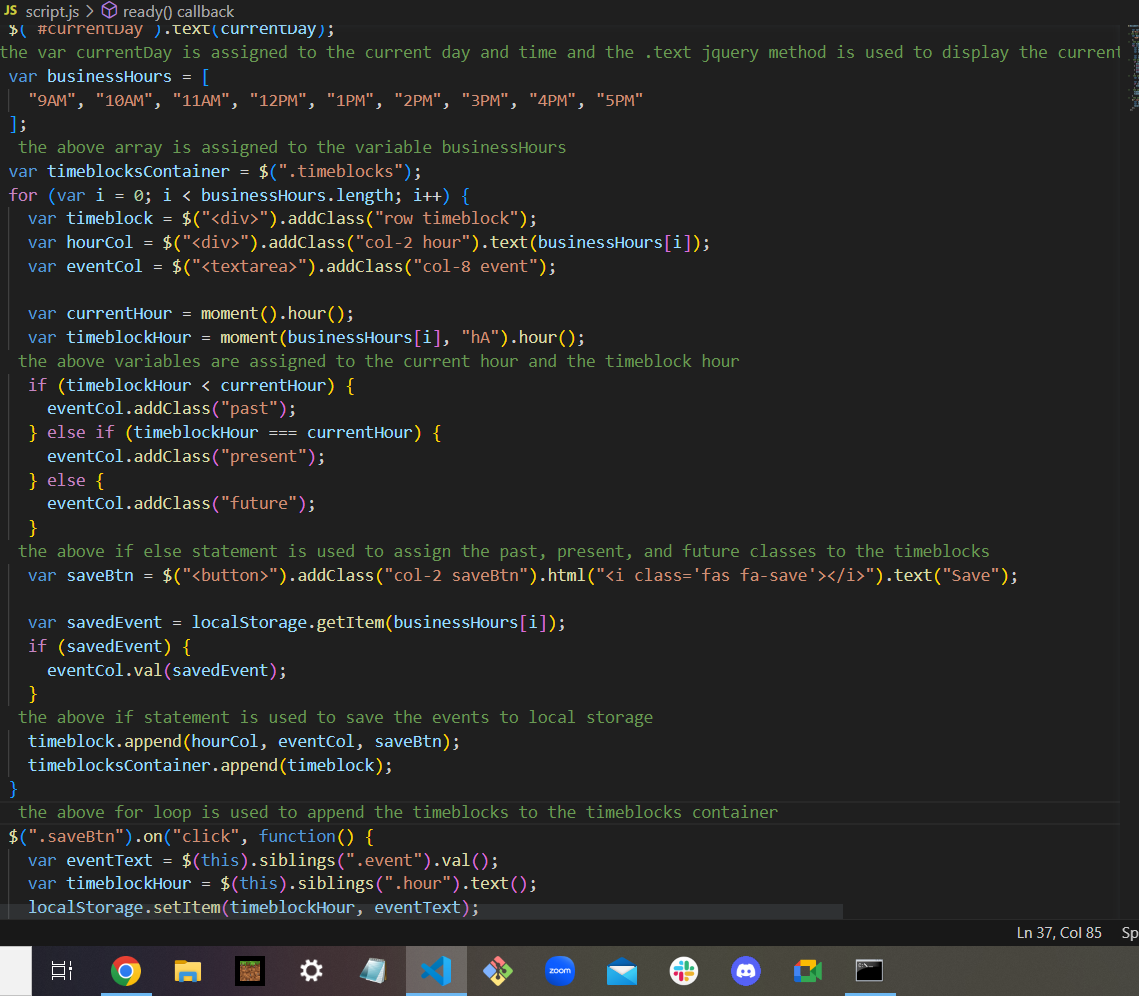 JS script.js > ready() callback
$("#currentDay").text(currentDay);
the var currentDay is assigned to the current day and time and the .text jquery method is used to display the current
var businessHours = [
"9AM", "10AM", "11AM", "12PM", "1PM", "2PM", "3PM", "4PM", "5PM"
];
the above array is assigned to the variable businessHours
var timeblocksContainer = $(".timeblocks");
for (var i = 0; i < businessHours.length; i++) {
var timeblock = $("<div>").addClass("row timeblock");
var hourCol = $("<div>").addClass("col-2 hour").text(businessHours[i]);
var eventCol = $("<textarea>").addClass("col-8 event");
var currentHour = moment().hour();
var timeblockHour = moment(businessHours[i], "hA").hour();
the above variables are assigned to the current hour and the timeblock hour
if (timeblockHour < currentHour) {
eventCol.addClass("past");
} else if (timeblockHour === currentHour) {
eventCol.addClass("present");
} else {
eventCol.addClass("future");
}
the above if else statement is used to assign the past, present, and future classes to the timeblocks
var saveBtn = $("<button>").addClass("col-2 saveBtn").html("<i class='fas fa-save'></i>").text("Save");
var savedEvent = localStorage.getItem(businessHours[i]);
if (savedEvent) {
eventCol.val(savedEvent);
}
the above if statement is used to save the events to local storage
timeblock.append(hourCol, eventCol, saveBtn);
timeblocksContainer.append(timeblock);
}
the above for loop is used to append the timeblocks to the timeblocks container
$(".saveBtn").on("click", function() {
var eventText = $(this).siblings(".event").val();
var timeblockHour = $(this).siblings(".hour").text();
localStorage.setItem(timeblockHour, eventText);
Ln 37, Col 85 Sp
zoom